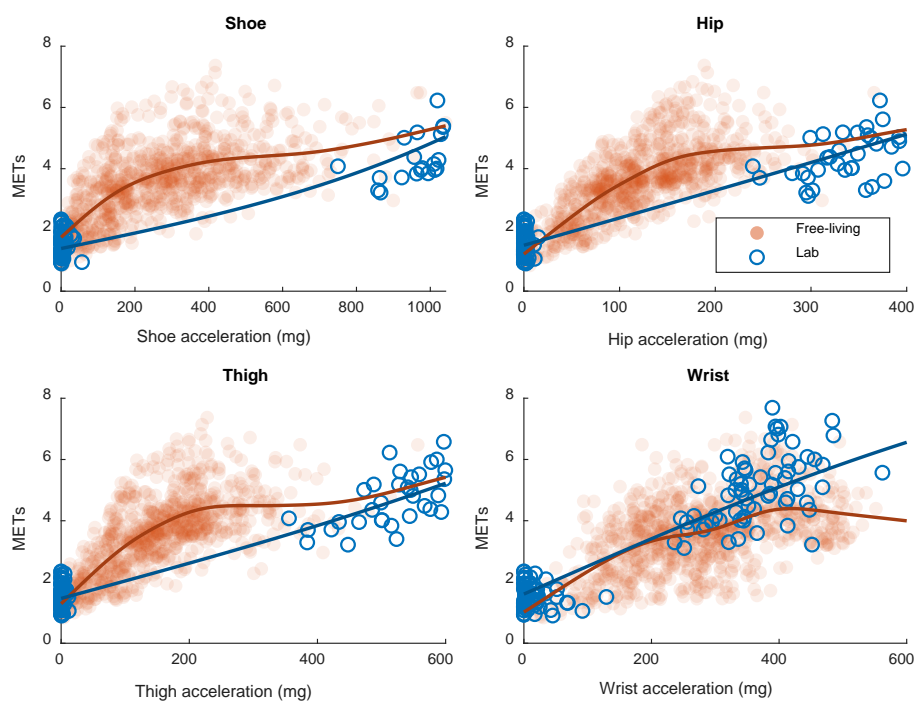 Shoe
8
6
4
2
0
METs
0 200 400 600 800 1000
Shoe acceleration (mg)
Hip
8
6
4
2
0
METs
0 100 200 300 400
Hip acceleration (mg)
Free-living
Lab
Thigh
8
6
4
2
0
METs
0 200 400 600
Thigh acceleration (mg)
Wrist
8
6
4
2
0
METs
0 200 400 600
Wrist acceleration (mg)